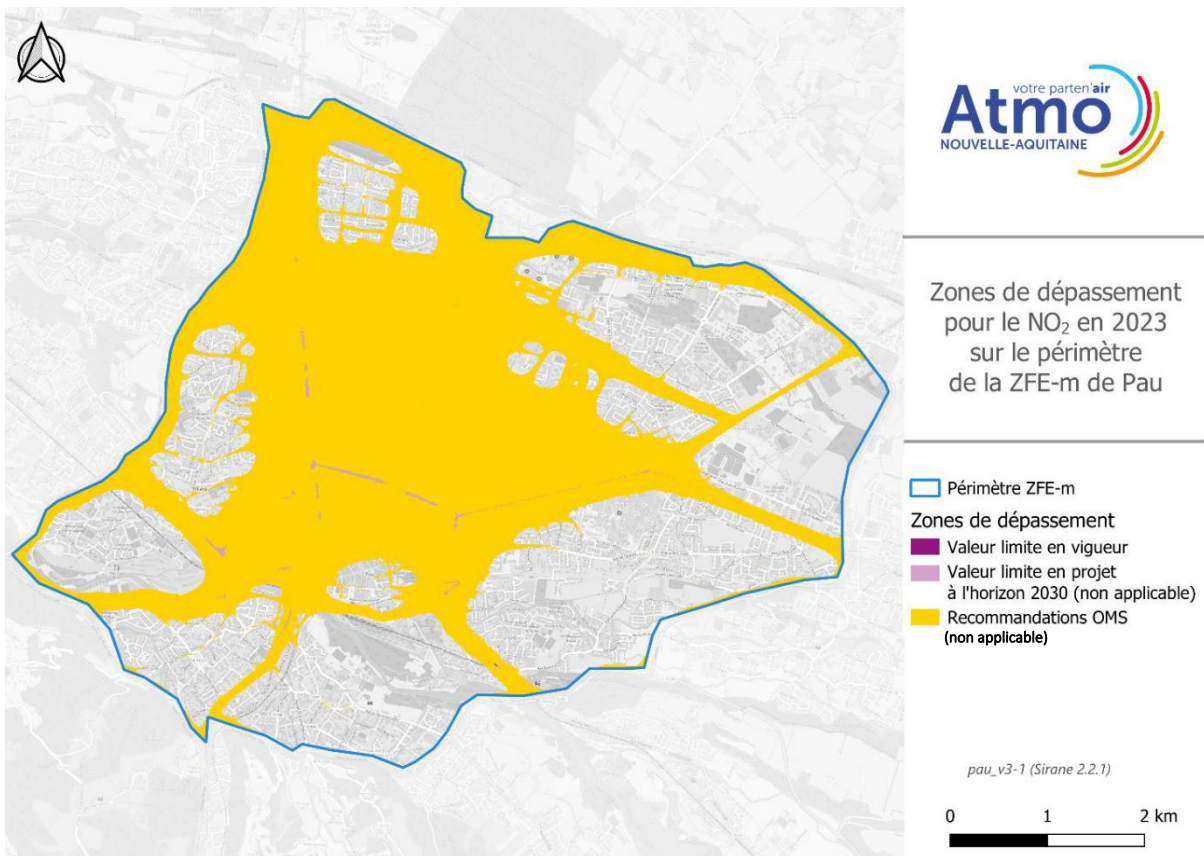 votre parten'air
Atmo
NOUVELLE-AQUITAINE
Zones de dépassement
pour le NO₂ en 2023
sur le périmètre
de la ZFE-m de Pau
Périmètre ZFE-m
Zones de dépassement
Valeur limite en vigueur
Valeur limite en projet
à l'horizon 2030 (non applicable)
Recommandations OMS
(non applicable)
pau_v3-1 (Sirane 2.2.1)
0 1 2 km